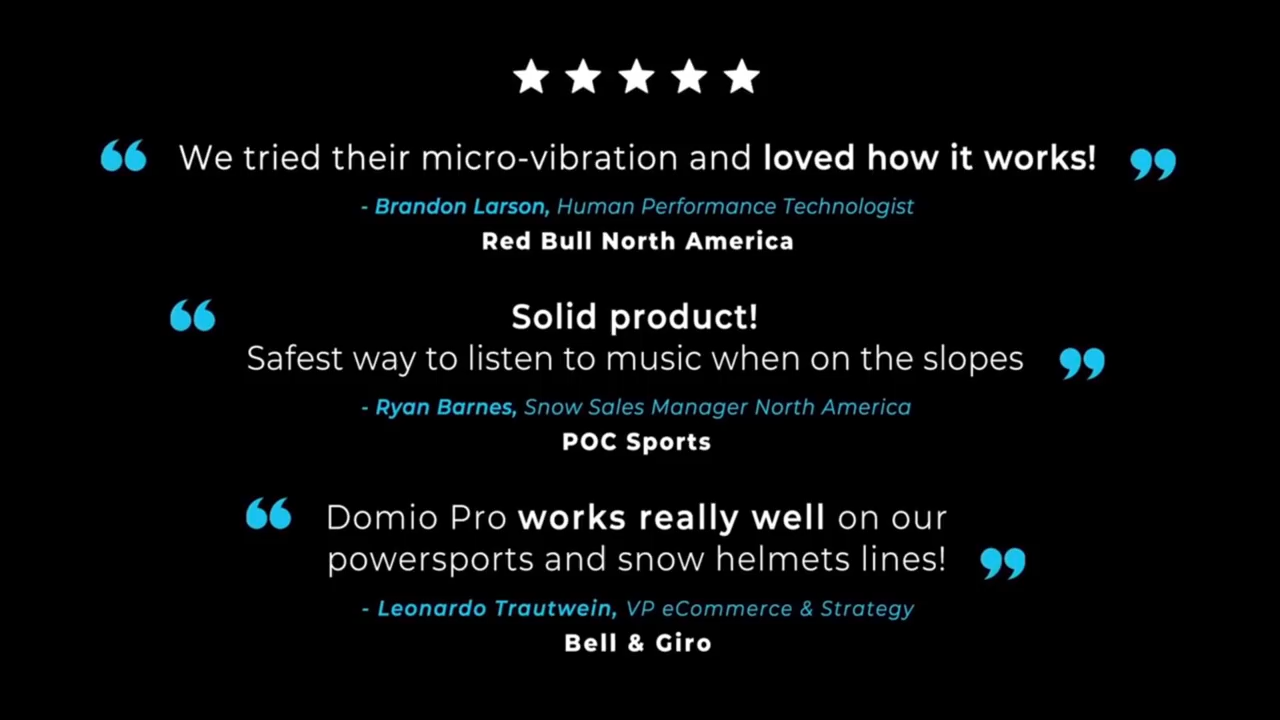 “ We tried their micro-vibration and loved how it works! ”
- Brandon Larson, Human Performance Technologist
Red Bull North America
“ Solid product!
Safest way to listen to music when on the slopes ”
- Ryan Barnes, Snow Sales Manager North America
POC Sports
“ Domio Pro works really well on our
powersports and snow helmets lines! ”
- Leonardo Trautwein, VP eCommerce & Strategy
Bell & Giro